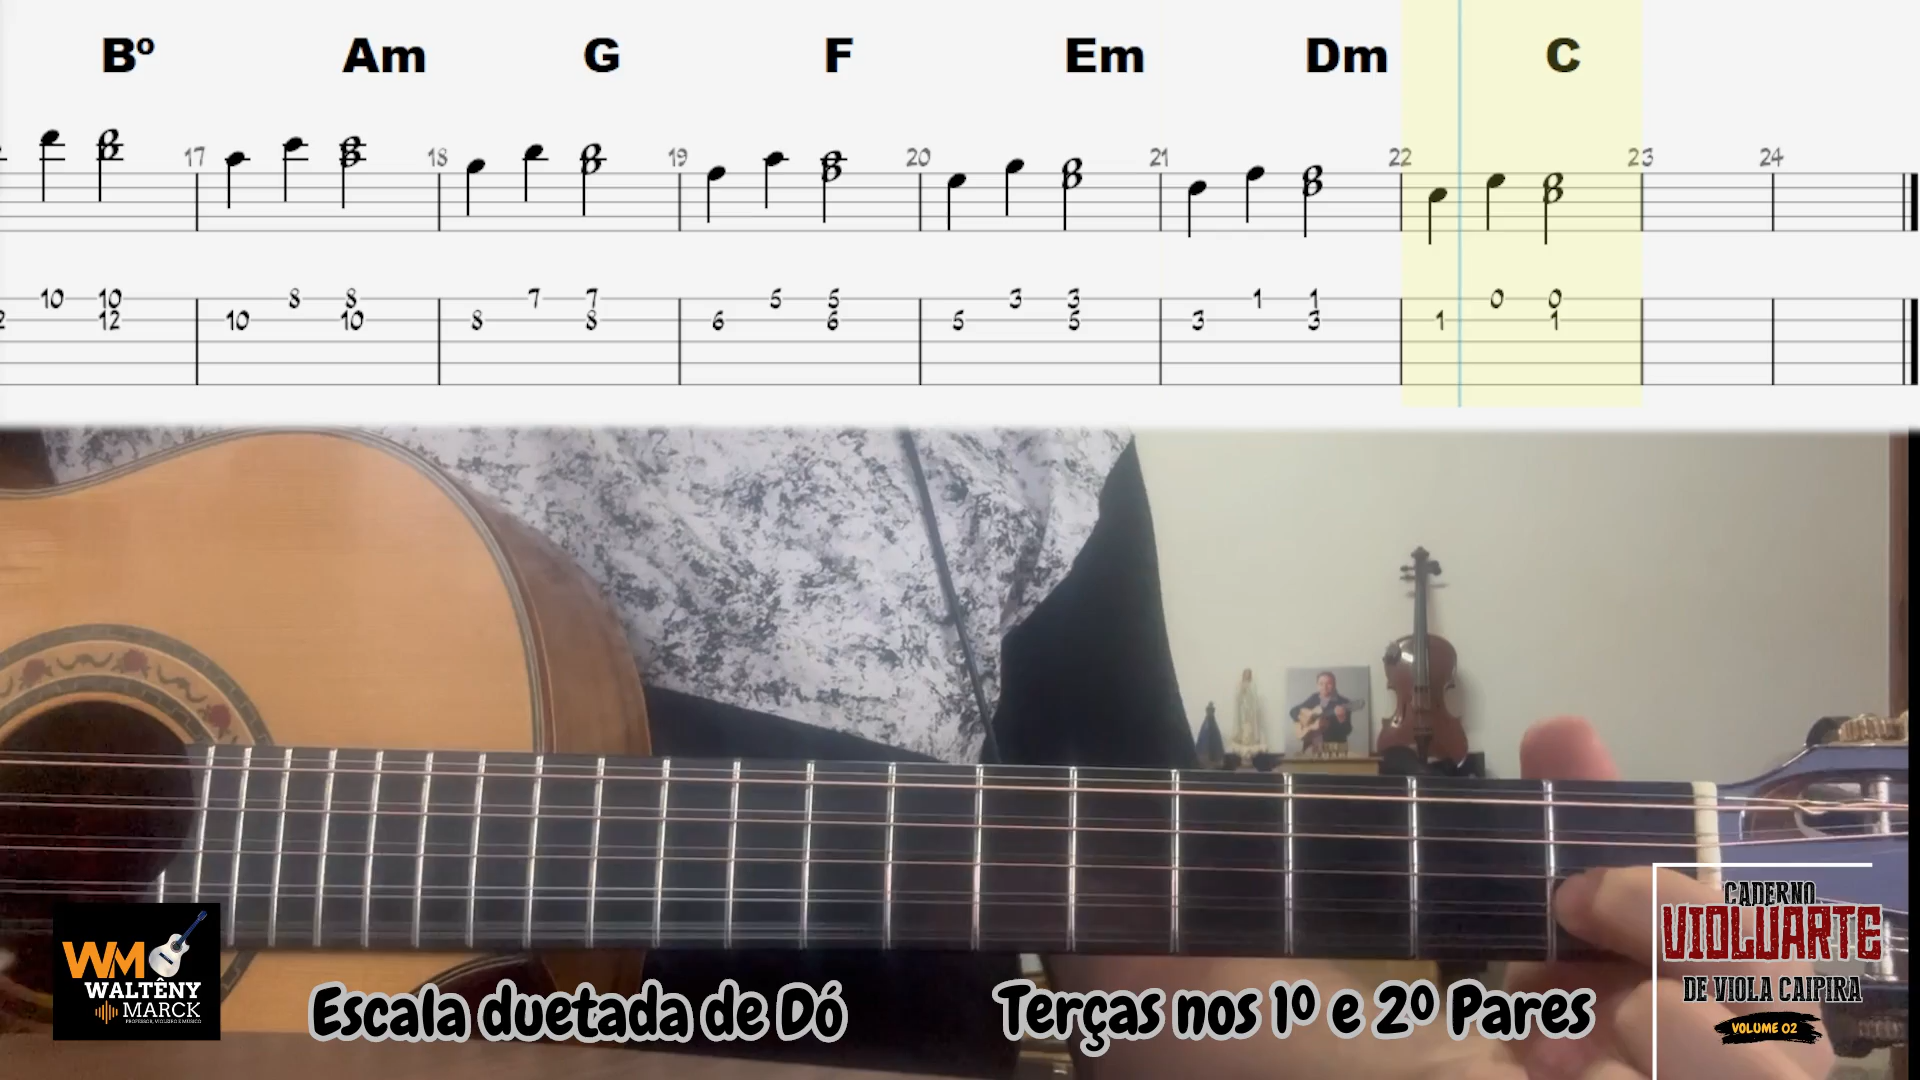 Bº Am G F Em Dm C
17 18 19 20 21 22 23 24
10 10 8 8 7 7 5 5 3 3 1 1 0 0
2 12 10 10 8 8 6 6 5 5 3 3 1 1
WM
WALTÊNY
MARCK
Escala duetada de Dó
Terças nos 1º e 2º Pares
CADERNO
VIOLUARTE
DE VIOLA CAIPIRA
VOLUME 02